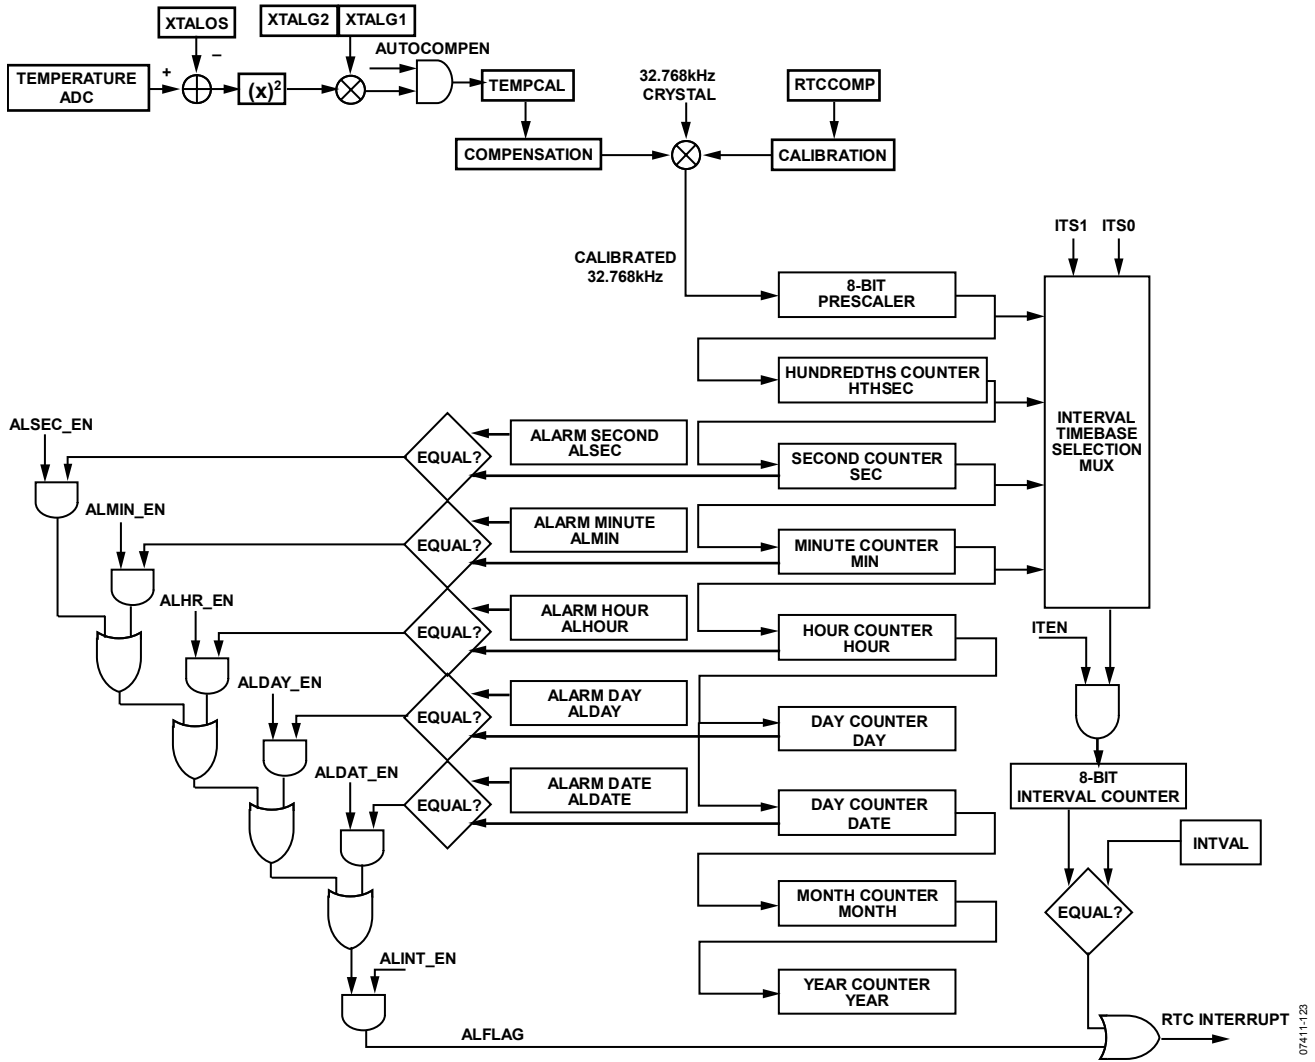 XTALOS
XTALG2 XTALG1
AUTOCOMPEN
TEMPERATURE
ADC
+
−
(x)2
TEMPCAL
32.768kHz
CRYSTAL
RTCCOMP
COMPENSATION
CALIBRATION
ITS1 ITS0
CALIBRATED
32.768kHz
8-BIT
PRESCALER
HUNDREDTHS COUNTER
HTHSEC
INTERVAL
TIMEBASE
SELECTION
MUX
ALSEC_EN
EQUAL?
ALARM SECOND
ALSEC
SECOND COUNTER
SEC
ALMIN_EN
EQUAL?
ALARM MINUTE
ALMIN
MINUTE COUNTER
MIN
ALHR_EN
EQUAL?
ALARM HOUR
ALHOUR
HOUR COUNTER
HOUR
ITEN
ALDAY_EN
EQUAL?
ALARM DAY
ALDAY
DAY COUNTER
DAY
ALDAT_EN
EQUAL?
ALARM DATE
ALDATE
DAY COUNTER
DATE
8-BIT
INTERVAL COUNTER
INTVAL
MONTH COUNTER
MONTH
EQUAL?
ALINT_EN
YEAR COUNTER
YEAR
ALFLAG
RTC INTERRUPT
07411-123